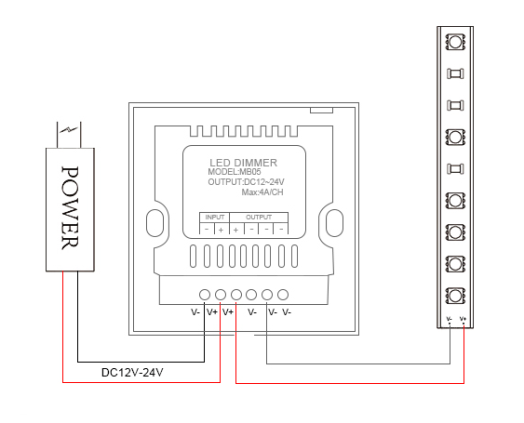 POWER
LED DIMMER
MODEL:MB05
OUTPUT:DC12~24V
Max:4A/CH
INPUT OUTPUT
− + + − − −
V- V+ V+ V- V- V-
V- V+
DC12V-24V